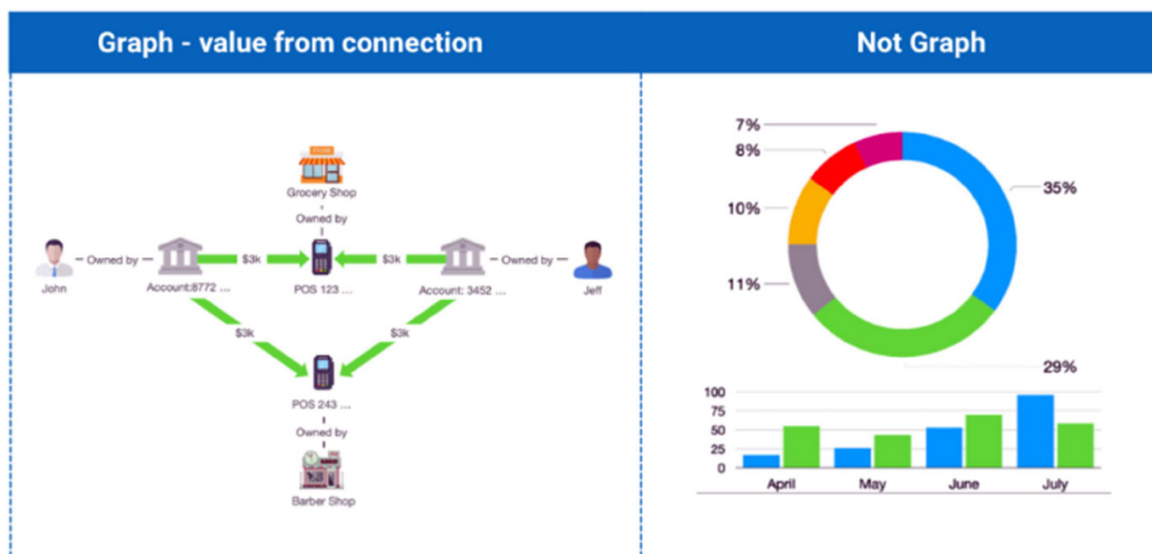 Graph - value from connection
Not Graph
Grocery Shop
Owned by
John
Owned by
$3k
$3k
Owned by
Jeff
Account:8772 ...
POS 123 ...
Account: 3452 ...
$3k
$3k
POS 243 ...
Owned by
Barber Shop
7%
8%
10%
11%
35%
29%
100
75
50
25
0
April
May
June
July